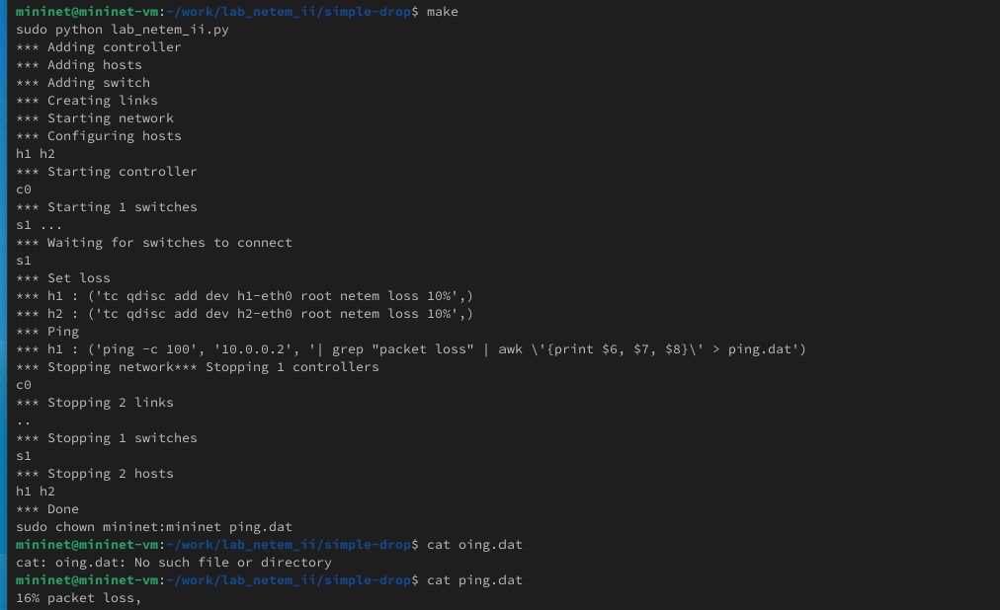 mininet@mininet-vm:~/work/lab_netem_ii/simple-drop$ make
sudo python lab_netem_ii.py
*** Adding controller
*** Adding hosts
*** Adding switch
*** Creating links
*** Starting network
*** Configuring hosts
h1 h2
*** Starting controller
c0
*** Starting 1 switches
s1 ...
*** Waiting for switches to connect
s1
*** Set loss
*** h1 : ('tc qdisc add dev h1-eth0 root netem loss 10%',)
*** h2 : ('tc qdisc add dev h2-eth0 root netem loss 10%',)
*** Ping
*** h1 : ('ping -c 100', '10.0.0.2', '| grep "packet loss" | awk \'{print $6, $7, $8}\' > ping.dat')
*** Stopping network*** Stopping 1 controllers
c0
*** Stopping 2 links
..
*** Stopping 1 switches
s1
*** Stopping 2 hosts
h1 h2
*** Done
sudo chown mininet:mininet ping.dat
mininet@mininet-vm:~/work/lab_netem_ii/simple-drop$ cat oing.dat
cat: oing.dat: No such file or directory
mininet@mininet-vm:~/work/lab_netem_ii/simple-drop$ cat ping.dat
16% packet loss,